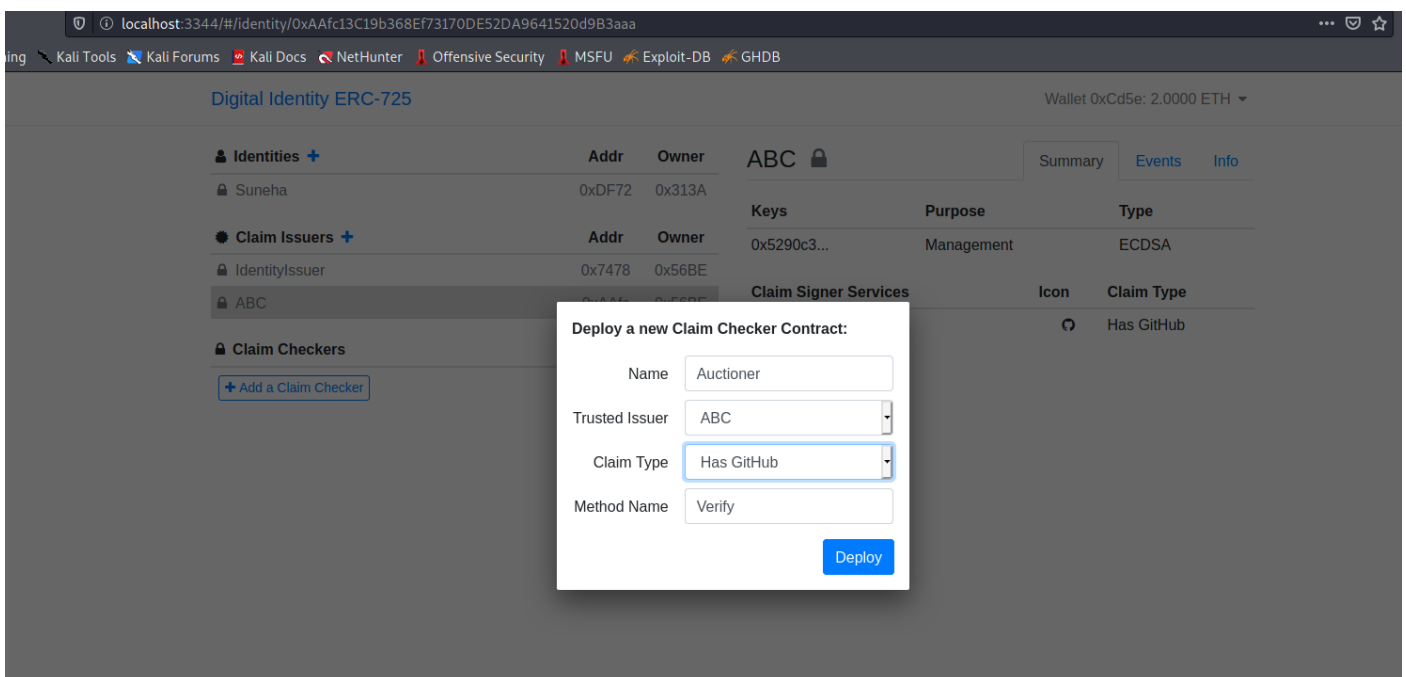 localhost:3344/#/identity/0xAAfc13C19b368Ef73170DE52DA9641520d9B3aaa
ing Kali Tools Kali Forums Kali Docs NetHunter Offensive Security MSFU Exploit-DB GHDB
Digital Identity ERC-725 Wallet 0xCd5e: 2.0000 ETH
Identities Addr Owner
Suneha 0xDF72 0x313A
Claim Issuers Addr Owner
IdentityIssuer 0x7478 0x56BE
ABC
Claim Checkers
+ Add a Claim Checker
ABC Summary Events Info
Keys Purpose Type
0x5290c3... Management ECDSA
Claim Signer Services Icon Claim Type
Has GitHub
Deploy a new Claim Checker Contract:
Name Auctioner
Trusted Issuer ABC
Claim Type Has GitHub
Method Name Verify
Deploy